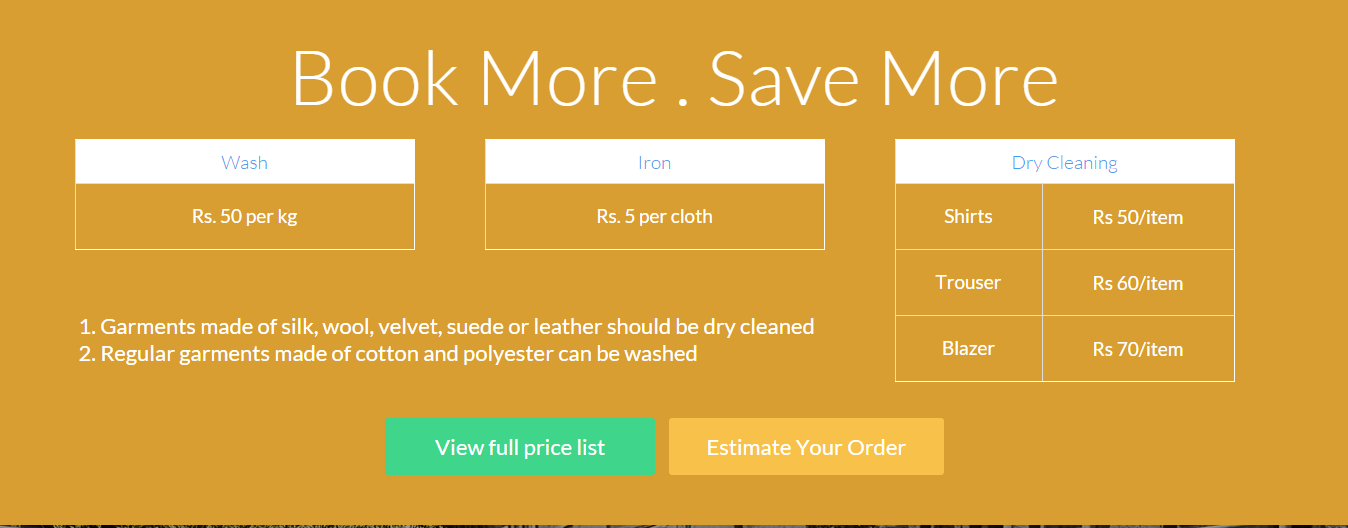 Book More . Save More
Wash
Rs. 50 per kg
Iron
Rs. 5 per cloth
Dry Cleaning
Shirts Rs 50/item
Trouser Rs 60/item
Blazer Rs 70/item
1. Garments made of silk, wool, velvet, suede or leather should be dry cleaned
2. Regular garments made of cotton and polyester can be washed
View full price list
Estimate Your Order